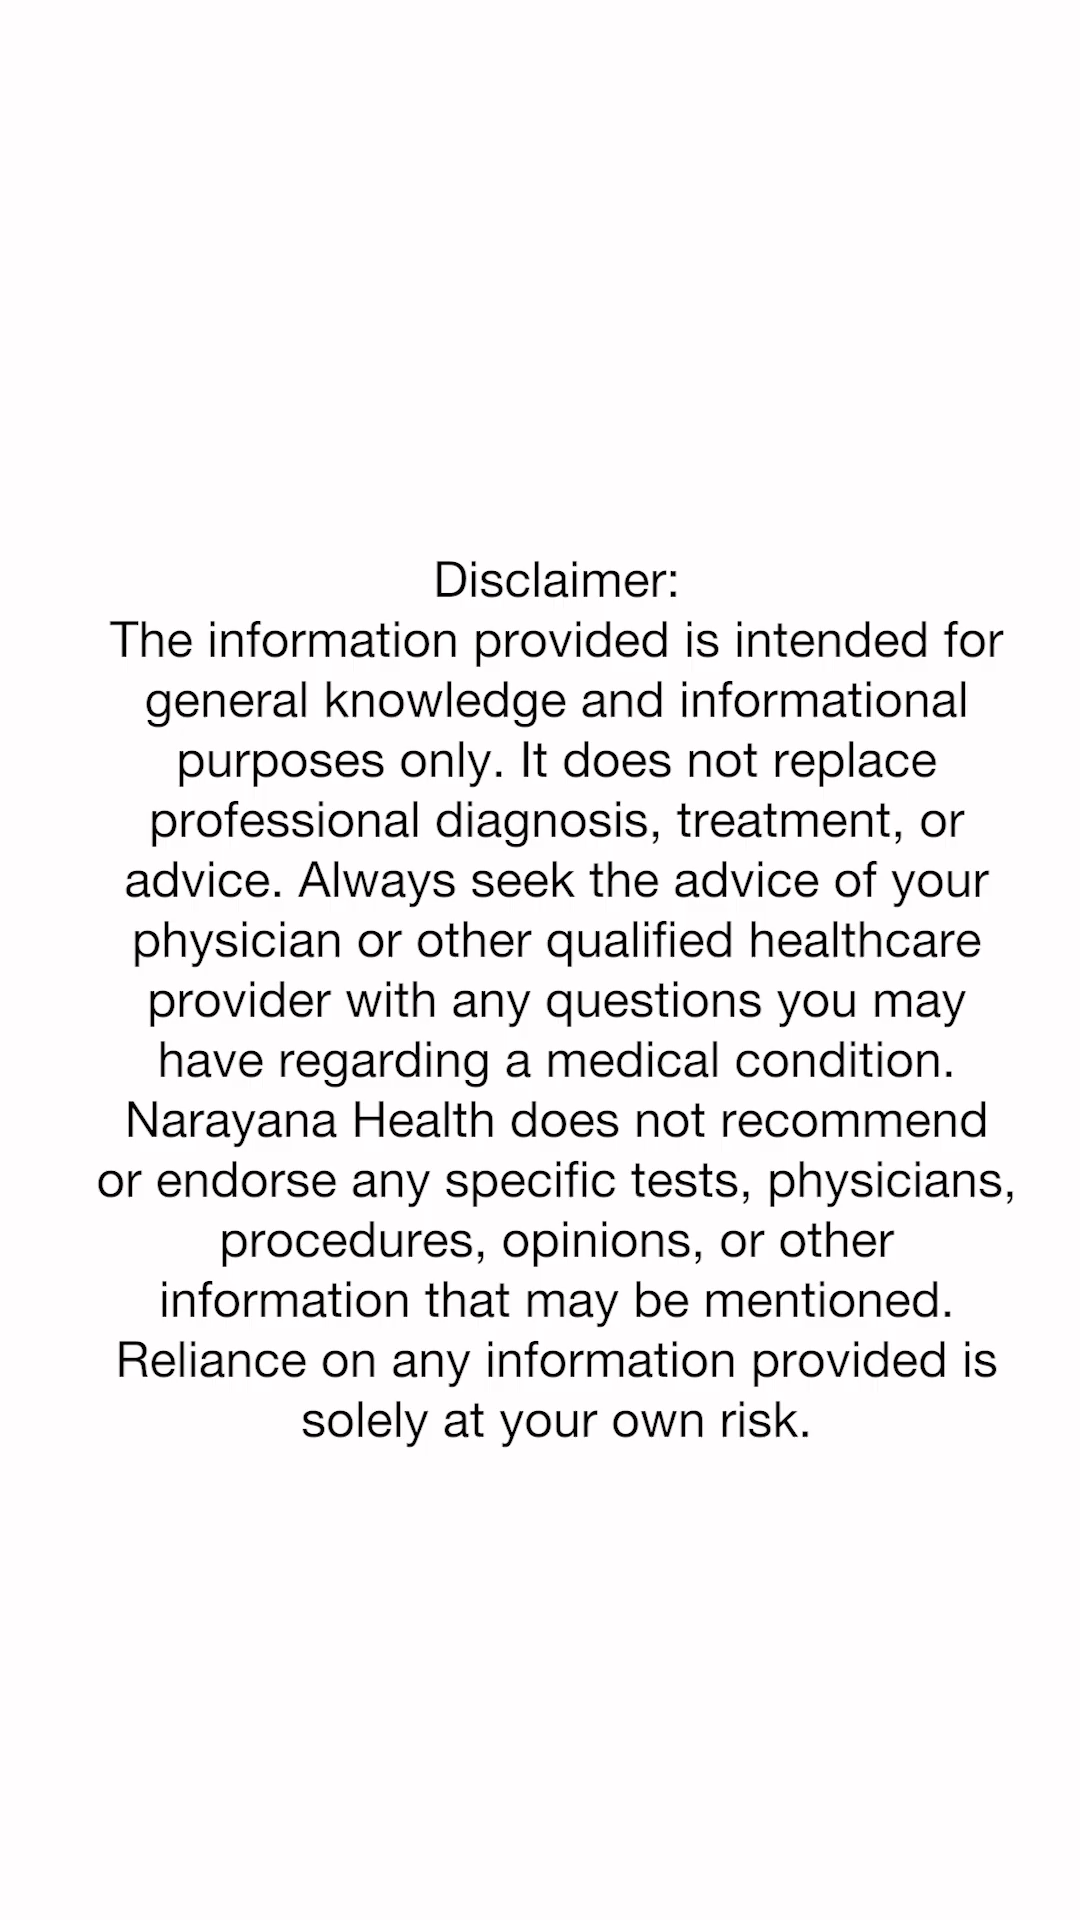 Disclaimer:
The information provided is intended for
general knowledge and informational
purposes only. It does not replace
professional diagnosis, treatment, or
advice. Always seek the advice of your
physician or other qualified healthcare
provider with any questions you may
have regarding a medical condition.
Narayana Health does not recommend
or endorse any specific tests, physicians,
procedures, opinions, or other
information that may be mentioned.
Reliance on any information provided is
solely at your own risk.